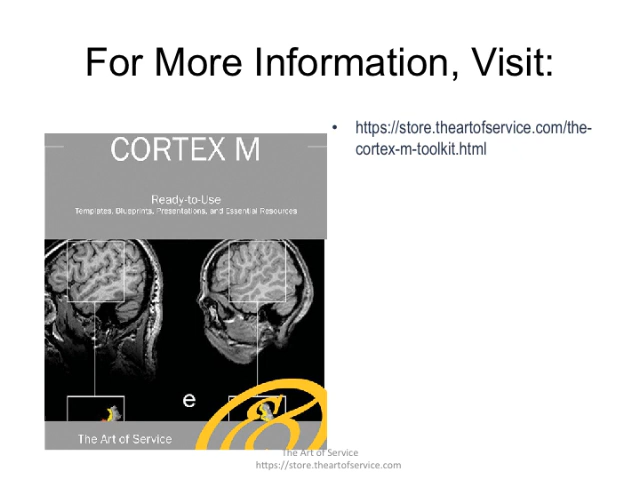 For More Information, Visit:
• https://store.theartofservice.com/the-
cortex-m-toolkit.html
CORTEX M
Ready-to-Use
Templates, Blueprints, Presentations, and Essential Resources
e
The Art of Service
The Art of Service
https://store.theartofservice.com